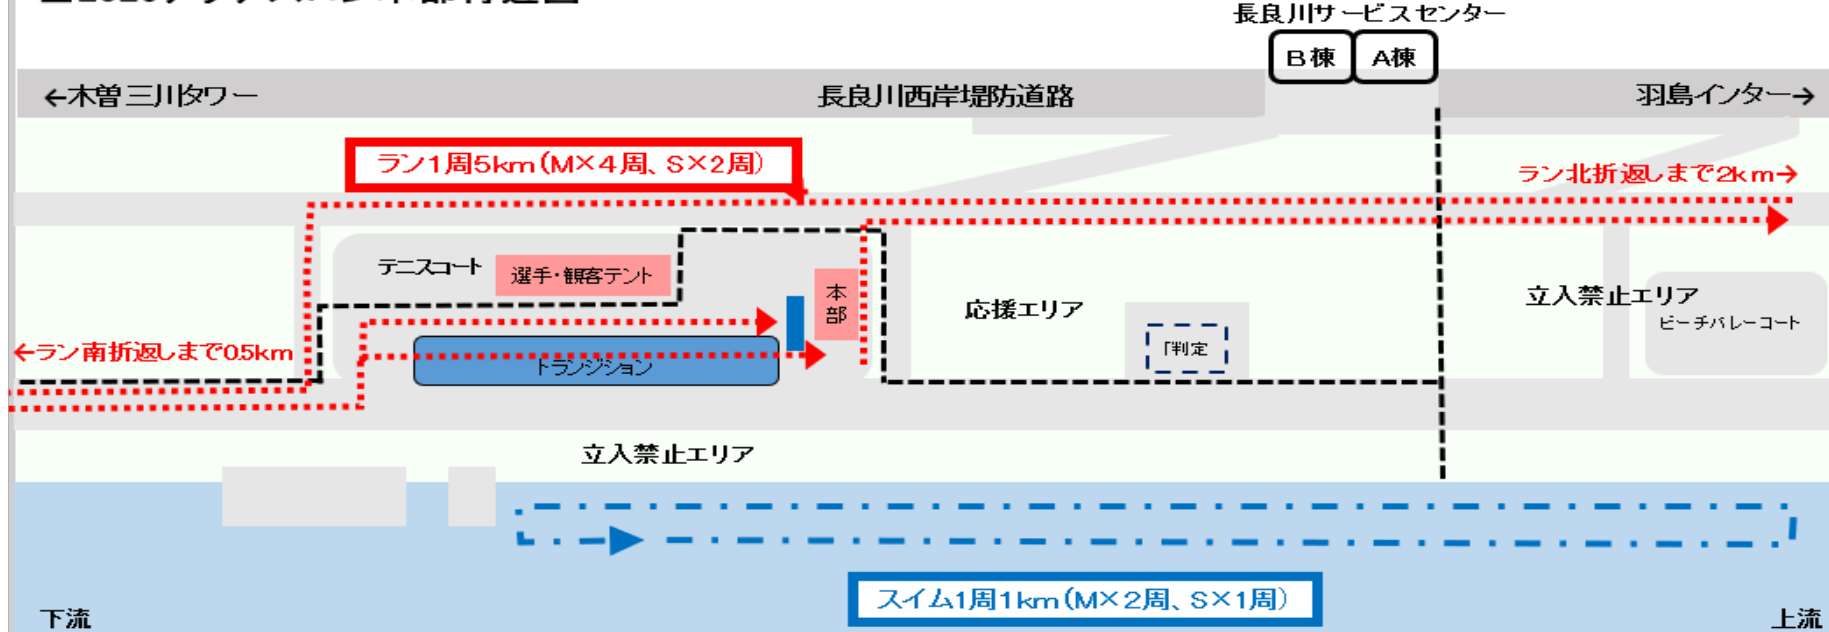 長良川サービスセンター
B棟 A棟
←木曽三川タワー 長良川西岸堤防道路 羽島インター→
ラン1周5km(M×4周、S×2周)
ラン北折返しまで2km→
テニスコート
選手・観客テント
本部
応援エリア
立入禁止エリア
ビーチバレーコート
←ラン南折返しまで0.5km
トランジション
「判定
立入禁止エリア
スイム1周1km(M×2周、S×1周)
下流 上流